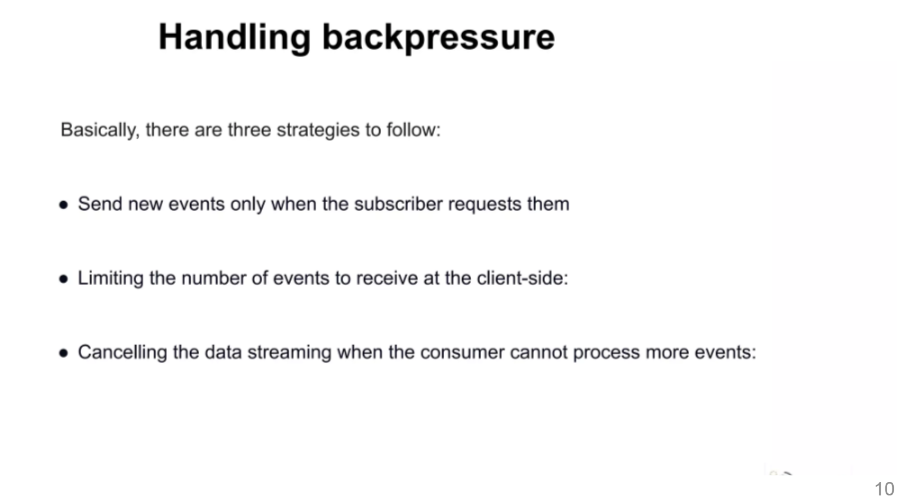 Handling backpressure
Basically, there are three strategies to follow:
● Send new events only when the subscriber requests them
● Limiting the number of events to receive at the client-side:
● Cancelling the data streaming when the consumer cannot process more events:
10